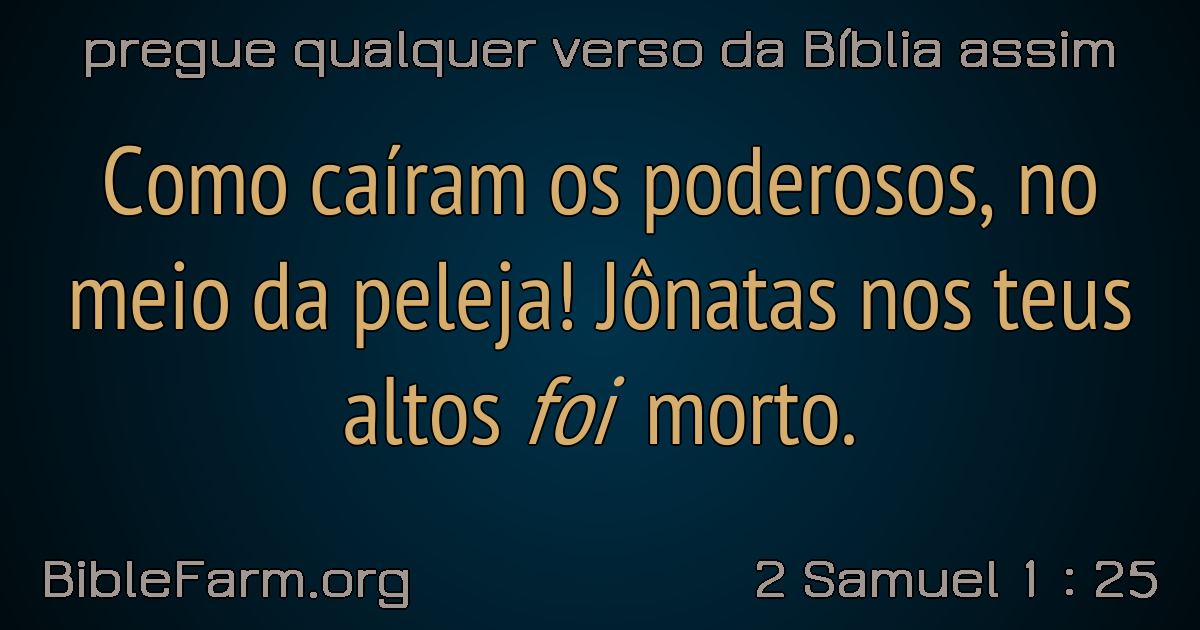 pregue qualquer verso da Bíblia assim
Como caíram os poderosos, no
meio da peleja! Jônatas nos teus
altos foi morto.
BibleFarm.org
2 Samuel 1 : 25